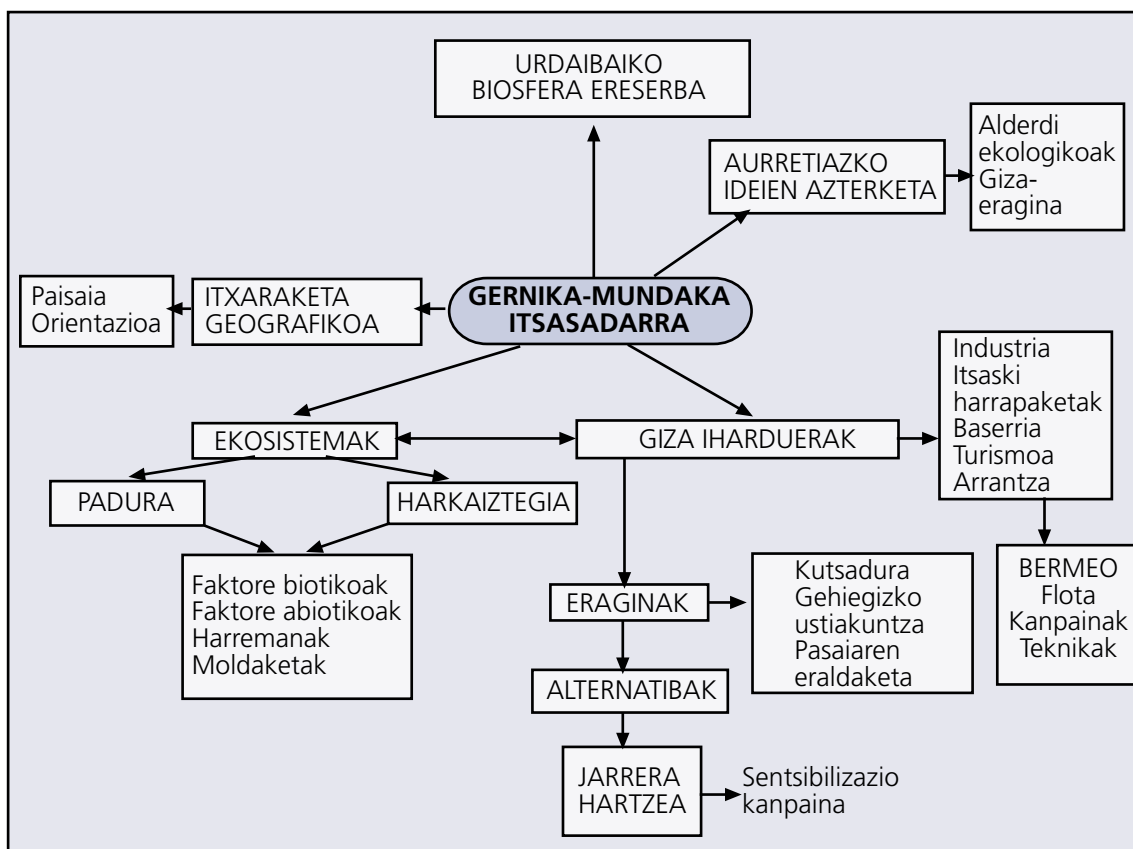 URDAIBAIKO
BIOSFERA ERESERBA
AURRETIAZKO
IDEIEN AZTERKETA
Alderdi
ekologikoak
Giza-
eragina
GERNIKA-MUNDAKA
ITSASADARRA
ITXARAKETA
GEOGRAFIKOA
Paisaia
Orientazioa
EKOSISTEMAK
GIZA IHARDUERAK
Industria
Itsaski
harrapaketak
Baserria
Turismoa
Arrantza
PADURA
HARKAIZTEGIA
Faktore biotikoak
Faktore abiotikoak
Harremanak
Moldaketak
ERAGINAK
Kutsadura
Gehiegizko
ustiakuntza
Pasaiaren
eraldaketa
BERMEO
Flota
Kanpainak
Teknikak
ALTERNATIBAK
JARRERA
HARTZEA
Sentsibilizazio
kanpaina